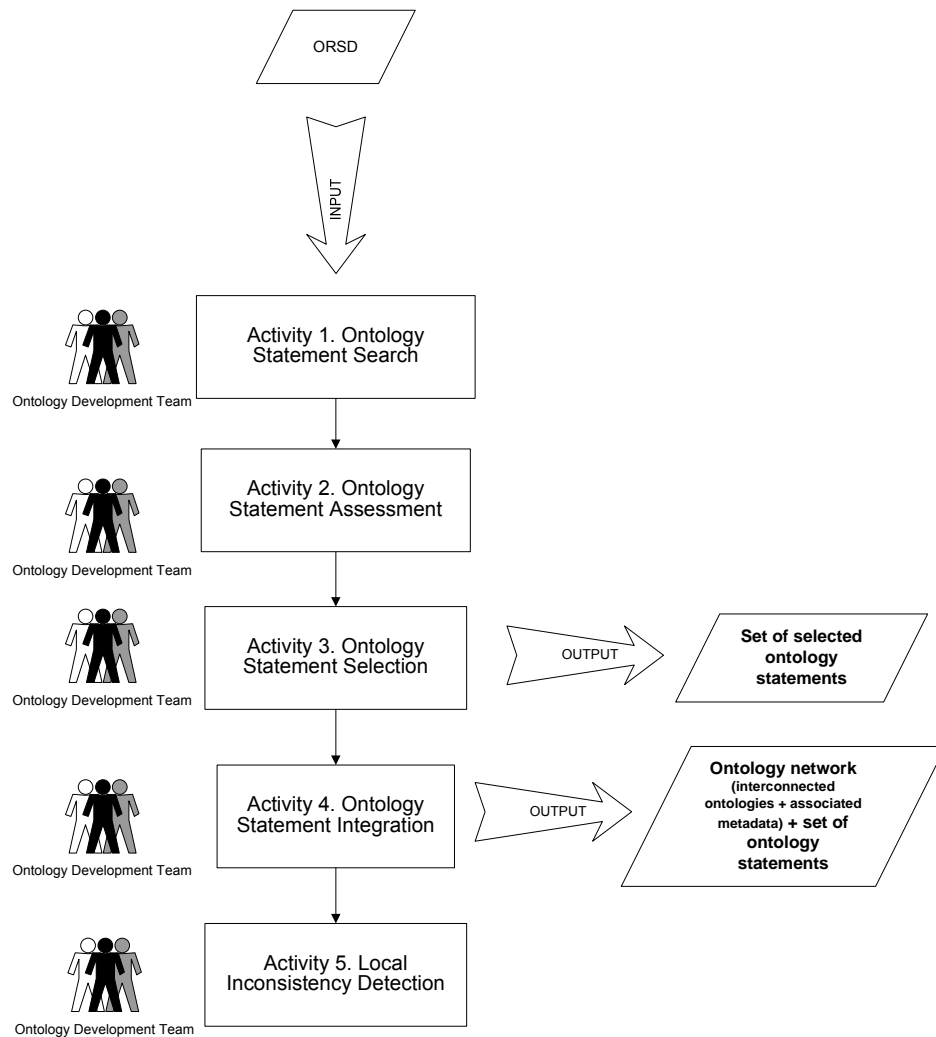 ORSD
INPUT
Activity 1. Ontology
Statement Search
Ontology Development Team
Activity 2. Ontology
Statement Assessment
Ontology Development Team
Activity 3. Ontology
Statement Selection
Ontology Development Team
OUTPUT
Set of selected
ontology
statements
Activity 4. Ontology
Statement Integration
Ontology Development Team
OUTPUT
Ontology network
(interconnected
ontologies + associated
metadata) + set of
ontology
statements
Activity 5. Local
Inconsistency Detection
Ontology Development Team